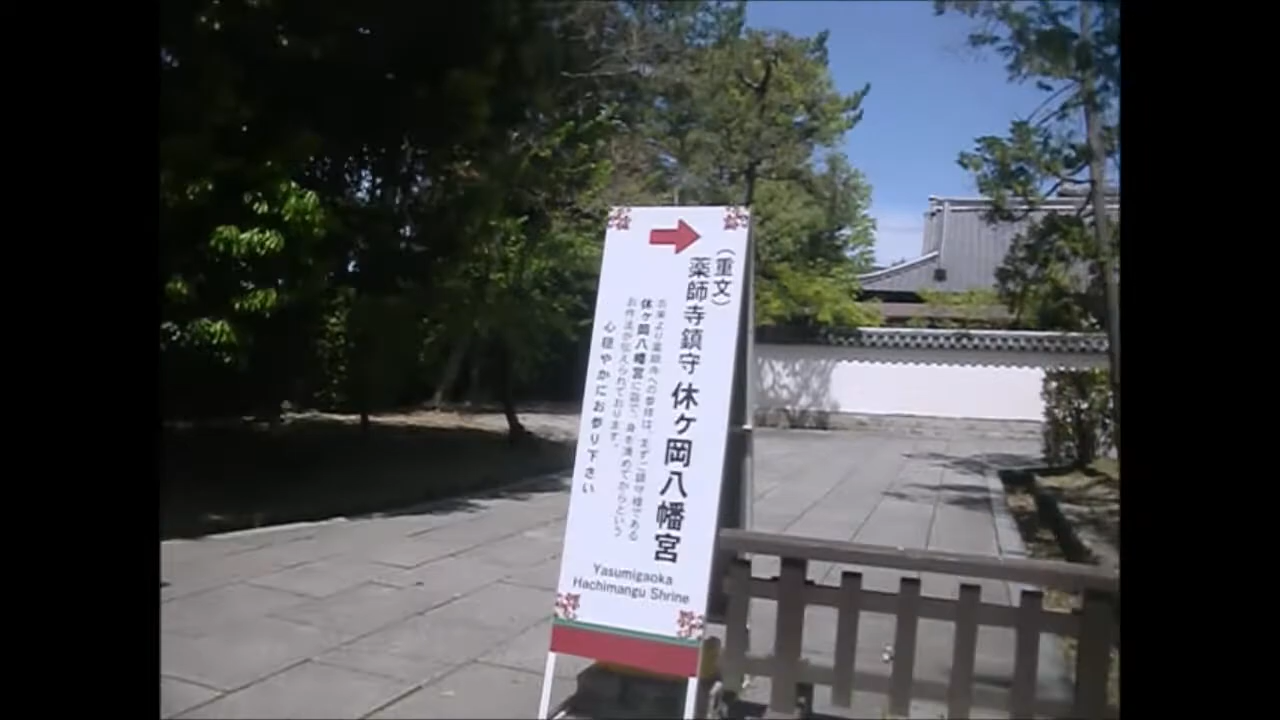 （重文）
薬師寺鎮守 休ヶ岡八幡宮
古来より薬師寺への参拝は、まずご鎮守様である
休ヶ岡八幡宮に詣で、身を清めてからという
お作法が伝えられております。
心穏やかにお参り下さい
Yasumigaoka
Hachimangu Shrine